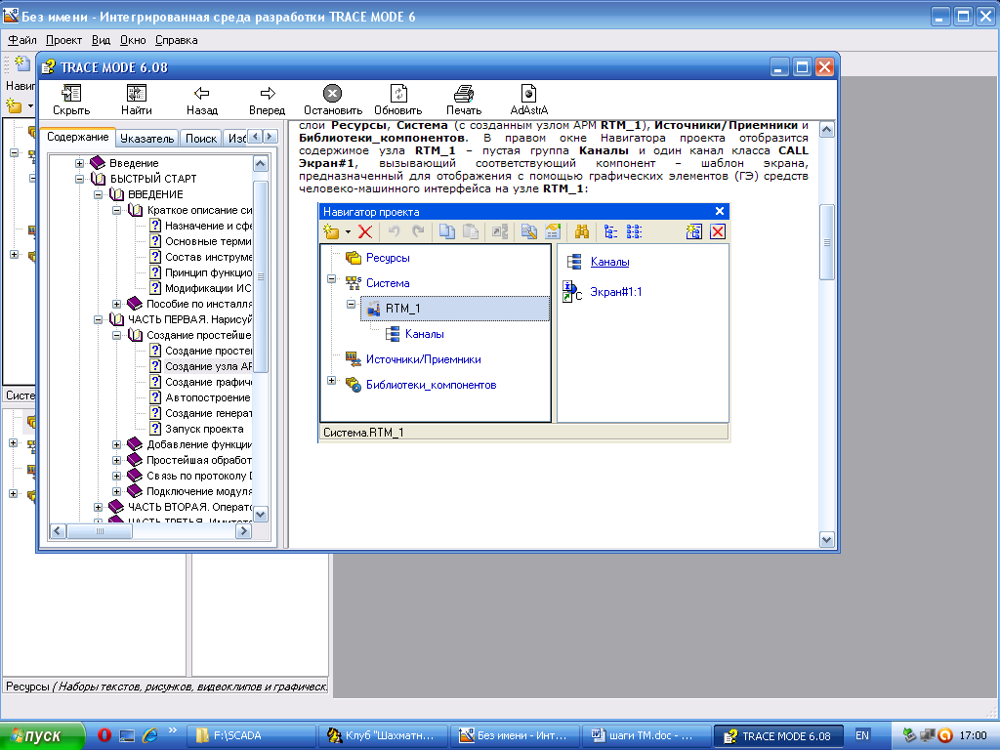 Без имени - Интегрированная среда разработки TRACE MODE 6
Файл Проект Вид Окно Справка
TRACE MODE 6.08
Скрыть Найти Назад Вперед Остановить Обновить Печать AdAstrA
Содержание Указатель Поиск Изб
Введение
БЫСТРЫЙ СТАРТ
ВВЕДЕНИЕ
Краткое описание си
Назначение и сфе
Основные терми
Состав инструме
Принцип функцио
Модификации ИС
Пособие по инсталля
ЧАСТЬ ПЕРВАЯ. Нарисуй
Создание простейше
Создание просте
Создание узла АР
Создание графич
Автопостроение
Создание генерат
Запуск проекта
Добавление функци
Простейшая обработ
Связь по протоколу
Подключение модуля
ЧАСТЬ ВТОРАЯ. Операто
ЧАСТЬ ТРЕТЬЯ. Имитато
слои Ресурсы, Система (с созданным узлом АРМ RTM_1), Источники/Приемники и
Библиотеки_компонентов. В правом окне Навигатора проекта отобразится
содержимое узла RTM_1 – пустая группа Каналы и один канал класса CALL
Экран#1, вызывающий соответствующий компонент – шаблон экрана,
предназначенный для отображения с помощью графических элементов (ГЭ) средств
человеко-машинного интерфейса на узле RTM_1:
Навигатор проекта
Ресурсы
Система
RTM_1
Каналы
Источники/Приемники
Библиотеки_компонентов
Каналы
Экран#1:1
Система.RTM_1
Навиг
Систе
Ресурсы ( Наборы текстов, рисунков, видеоклипов и графическ
пуск
F:\SCADA
Клуб "Шахматн...
Без имени - Инт...
шаги ТМ.doc - ...
TRACE MODE 6.08
EN
17:00